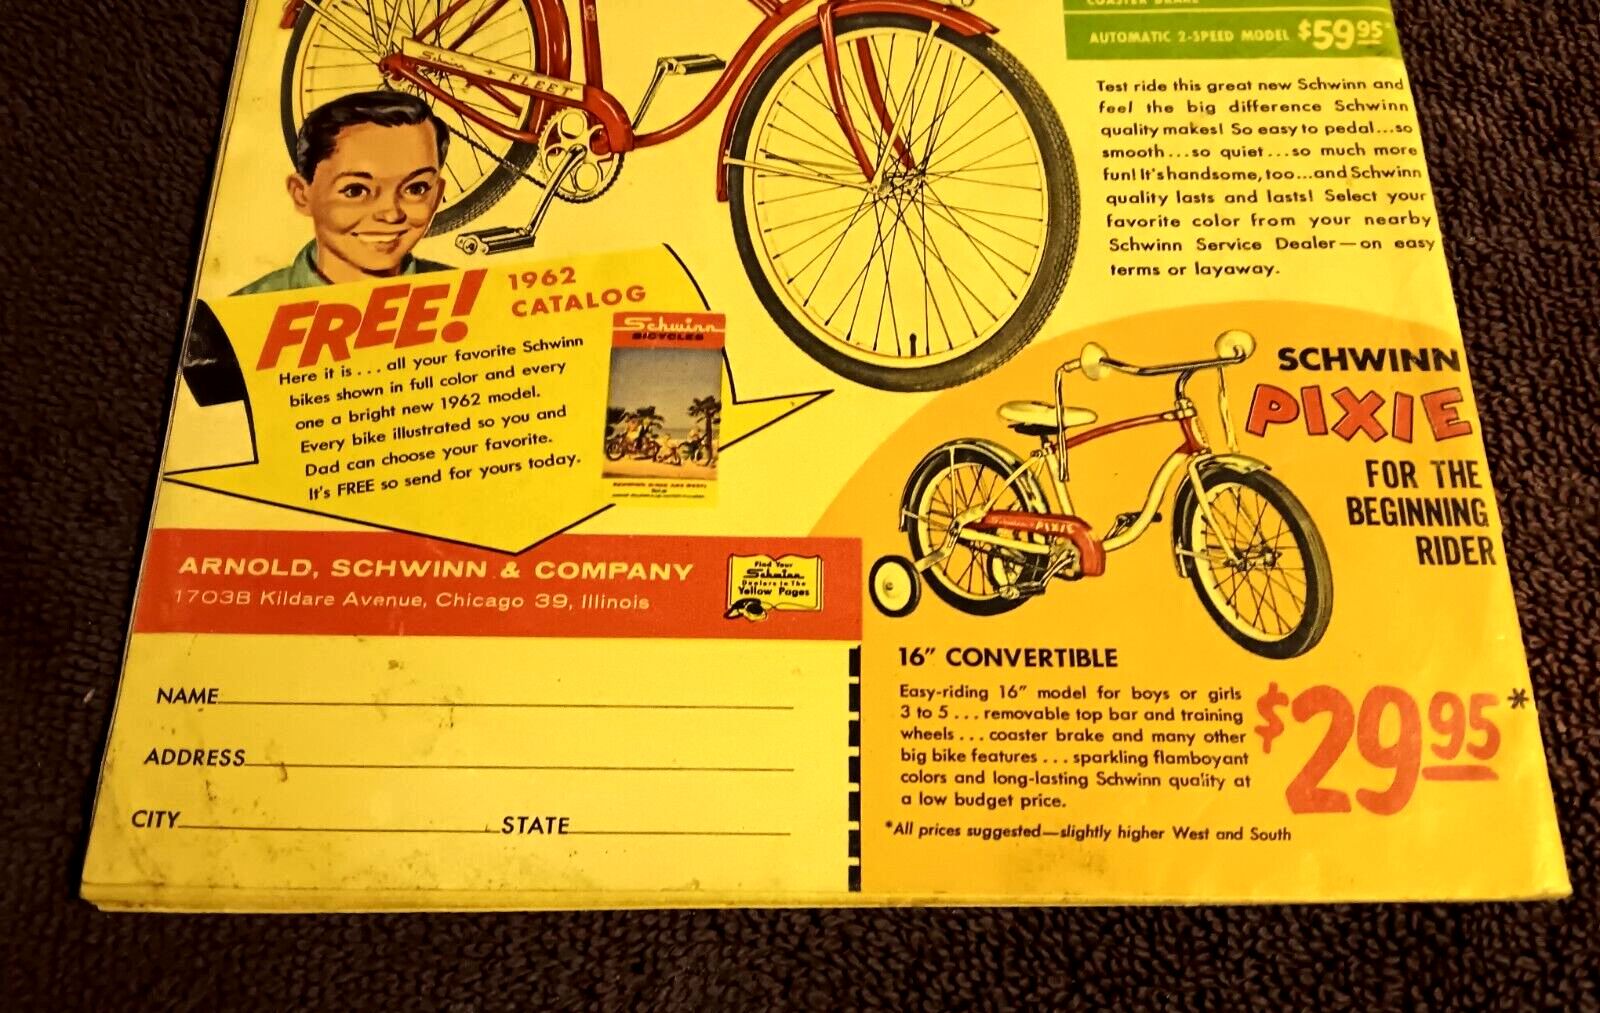 COASTER BRAKE
AUTOMATIC 2-SPEED MODEL $59.95*
Schwinn FLEET
Test ride this great new Schwinn and
feel the big difference Schwinn
quality makes! So easy to pedal...so
smooth...so quiet...so much more
fun! It's handsome, too...and Schwinn
quality lasts and lasts! Select your
favorite color from your nearby
Schwinn Service Dealer—on easy
terms or layaway.
FREE! 1962
CATALOG
Here it is . . . all your favorite Schwinn
bikes shown in full color and every
one a bright new 1962 model.
Every bike illustrated so you and
Dad can choose your favorite.
It's FREE so send for yours today.
Schwinn
BICYCLES
SCHWINN
PIXIE
FOR THE
BEGINNING
RIDER
PIXIE
ARNOLD, SCHWINN & COMPANY
1703B Kildare Avenue, Chicago 39, Illinois
Find Your
Schwinn
Dealers in The
Yellow Pages
NAME
ADDRESS
CITY STATE
16" CONVERTIBLE
Easy-riding 16" model for boys or girls
3 to 5 . . . removable top bar and training
wheels . . . coaster brake and many other
big bike features . . . sparkling flamboyant
colors and long-lasting Schwinn quality at
a low budget price.
$29.95*
*All prices suggested—slightly higher West and South